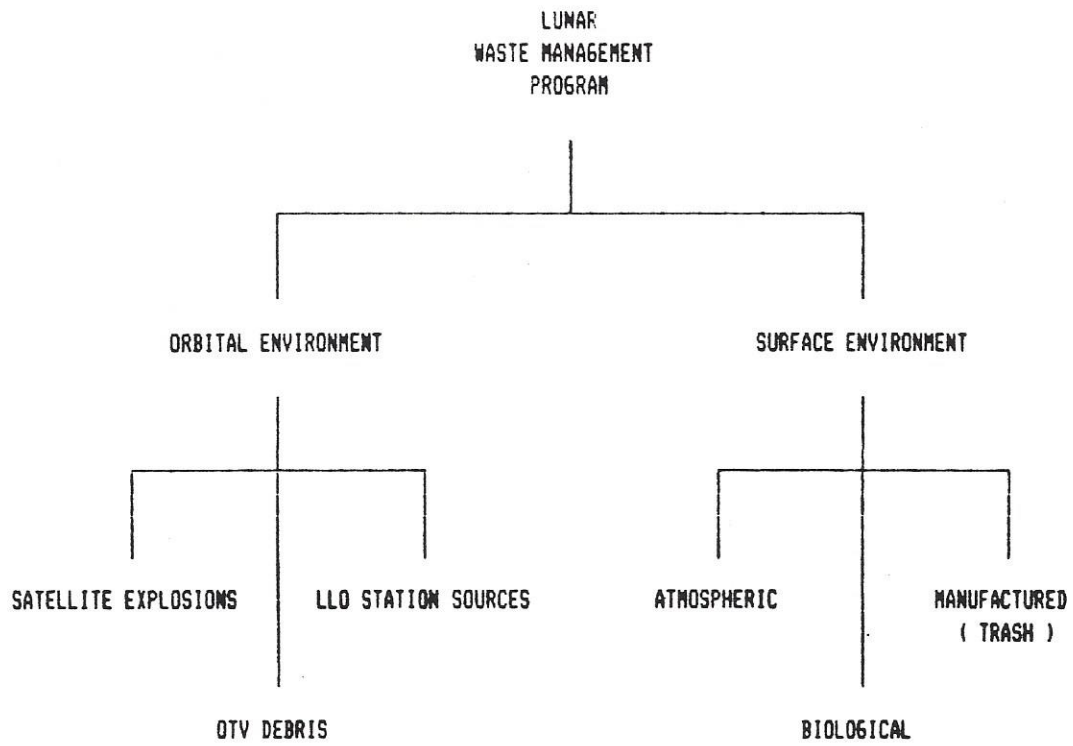 LUNAR
WASTE MANAGEMENT
PROGRAM
ORBITAL ENVIRONMENT
SURFACE ENVIRONMENT
SATELLITE EXPLOSIONS
LLO STATION SOURCES
ATMOSPHERIC
MANUFACTURED
( TRASH )
OTV DEBRIS
BIOLOGICAL